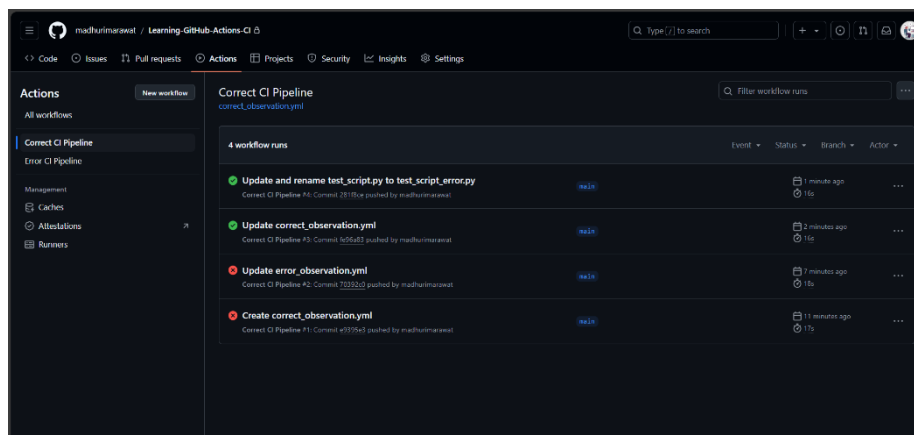 madhurimarawat / Learning-GitHub-Actions-CI
Type / to search
Code Issues Pull requests Actions Projects Security Insights Settings
Actions
New workflow
All workflows
Correct CI Pipeline
Error CI Pipeline
Management
Caches
Attestations
Runners
Correct CI Pipeline
correct_observation.yml
Filter workflow runs
4 workflow runs
Event Status Branch Actor
Update and rename test_script.py to test_script_error.py
Correct CI Pipeline #4: Commit 281f8ce pushed by madhurimarawat
main
1 minute ago
16s
Update correct_observation.yml
Correct CI Pipeline #3: Commit fe96a83 pushed by madhurimarawat
main
2 minutes ago
16s
Update error_observation.yml
Correct CI Pipeline #2: Commit 70392c0 pushed by madhurimarawat
main
7 minutes ago
18s
Create correct_observation.yml
Correct CI Pipeline #1: Commit e9395e3 pushed by madhurimarawat
main
11 minutes ago
17s